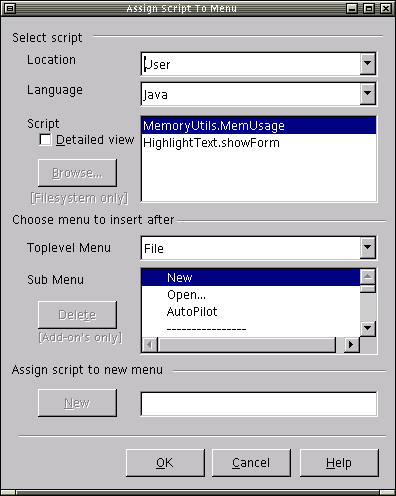 Assign Script To Menu
Select script
Location
User
Language
Java
Script
Detailed view
MemoryUtils.MemUsage
HighlightText.showForm
Browse...
[Filesystem only]
Choose menu to insert after
Toplevel Menu
File
Sub Menu
New
Open...
AutoPilot
----------------
Delete
[Add-on's only]
Assign script to new menu
New
OK
Cancel
Help